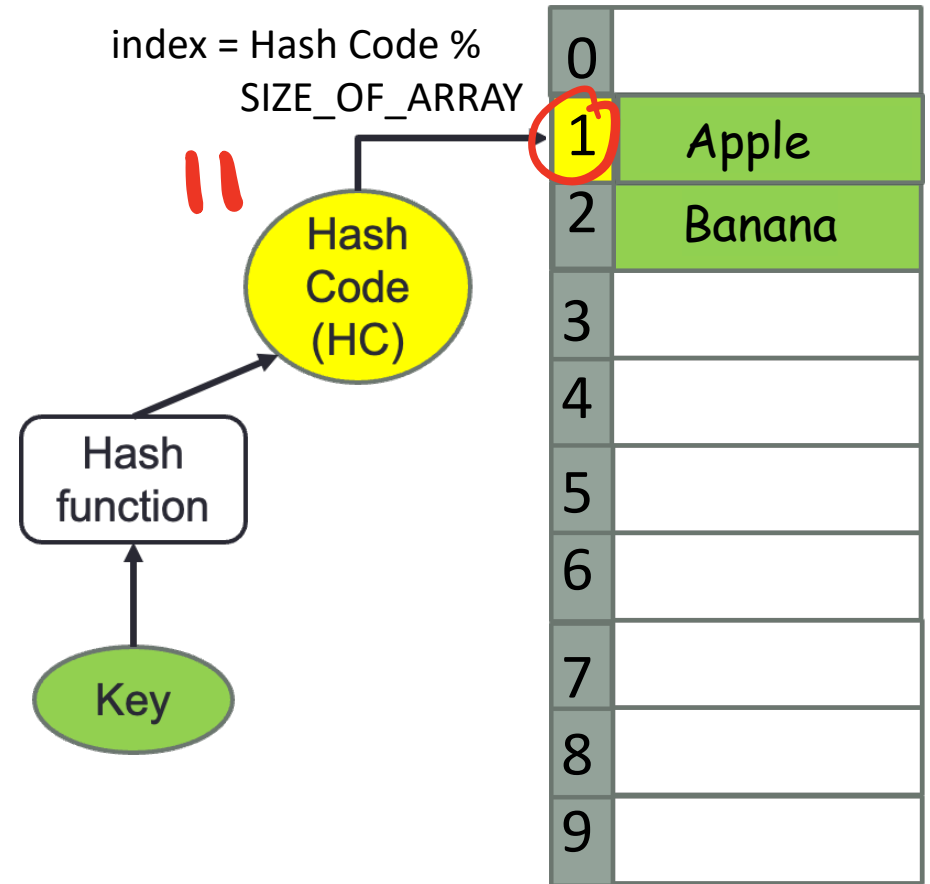 index = Hash Code %
SIZE_OF_ARRAY
11
Hash
Code
(HC)
Hash
function
Key
0
1 Apple
2 Banana
3
4
5
6
7
8
9